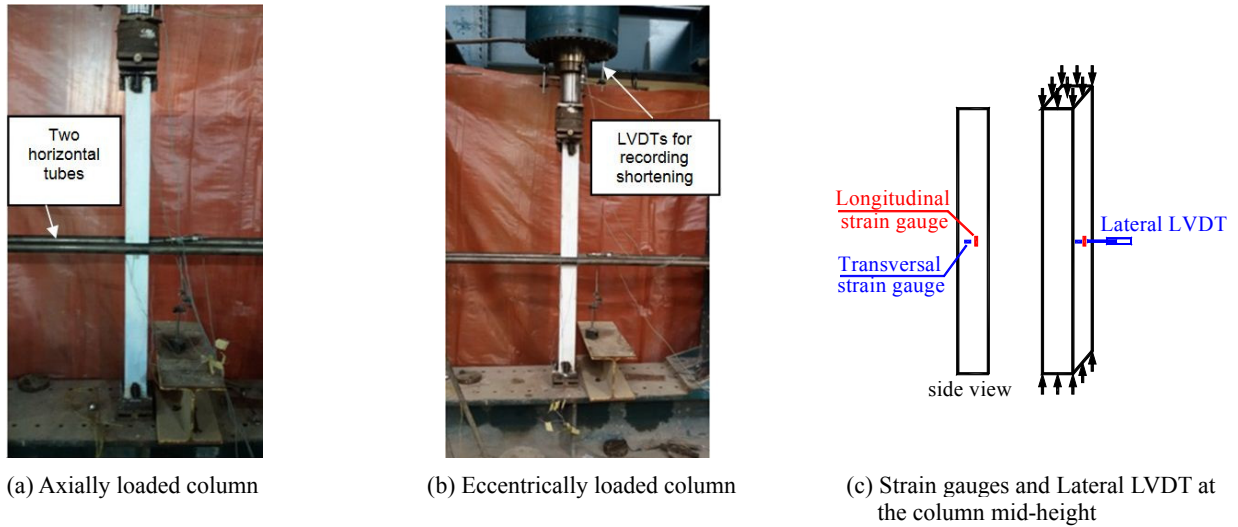 Two
horizontal
tubes
LVDTs for
recording
shortening
Longitudinal
strain gauge
Transversal
strain gauge
Lateral LVDT
side view
(a) Axially loaded column
(b) Eccentrically loaded column
(c) Strain gauges and Lateral LVDT at
the column mid-height